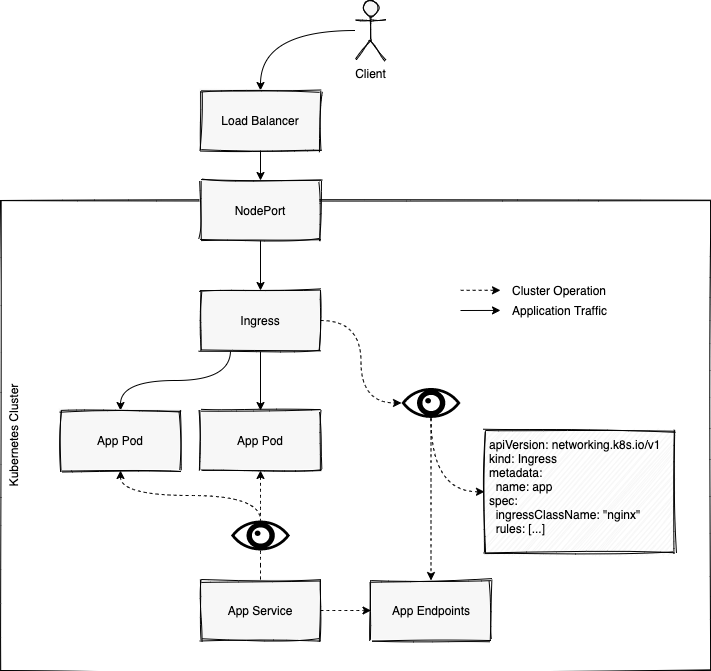 Client
Load Balancer
NodePort
Cluster Operation
Ingress
Application Traffic
Kubernetes Cluster
App Pod
App Pod
apiVersion: networking.k8s.io/v1
kind: Ingress
metadata:
  name: app
spec:
  ingressClassName: "nginx"
  rules: [...]
App Service
App Endpoints